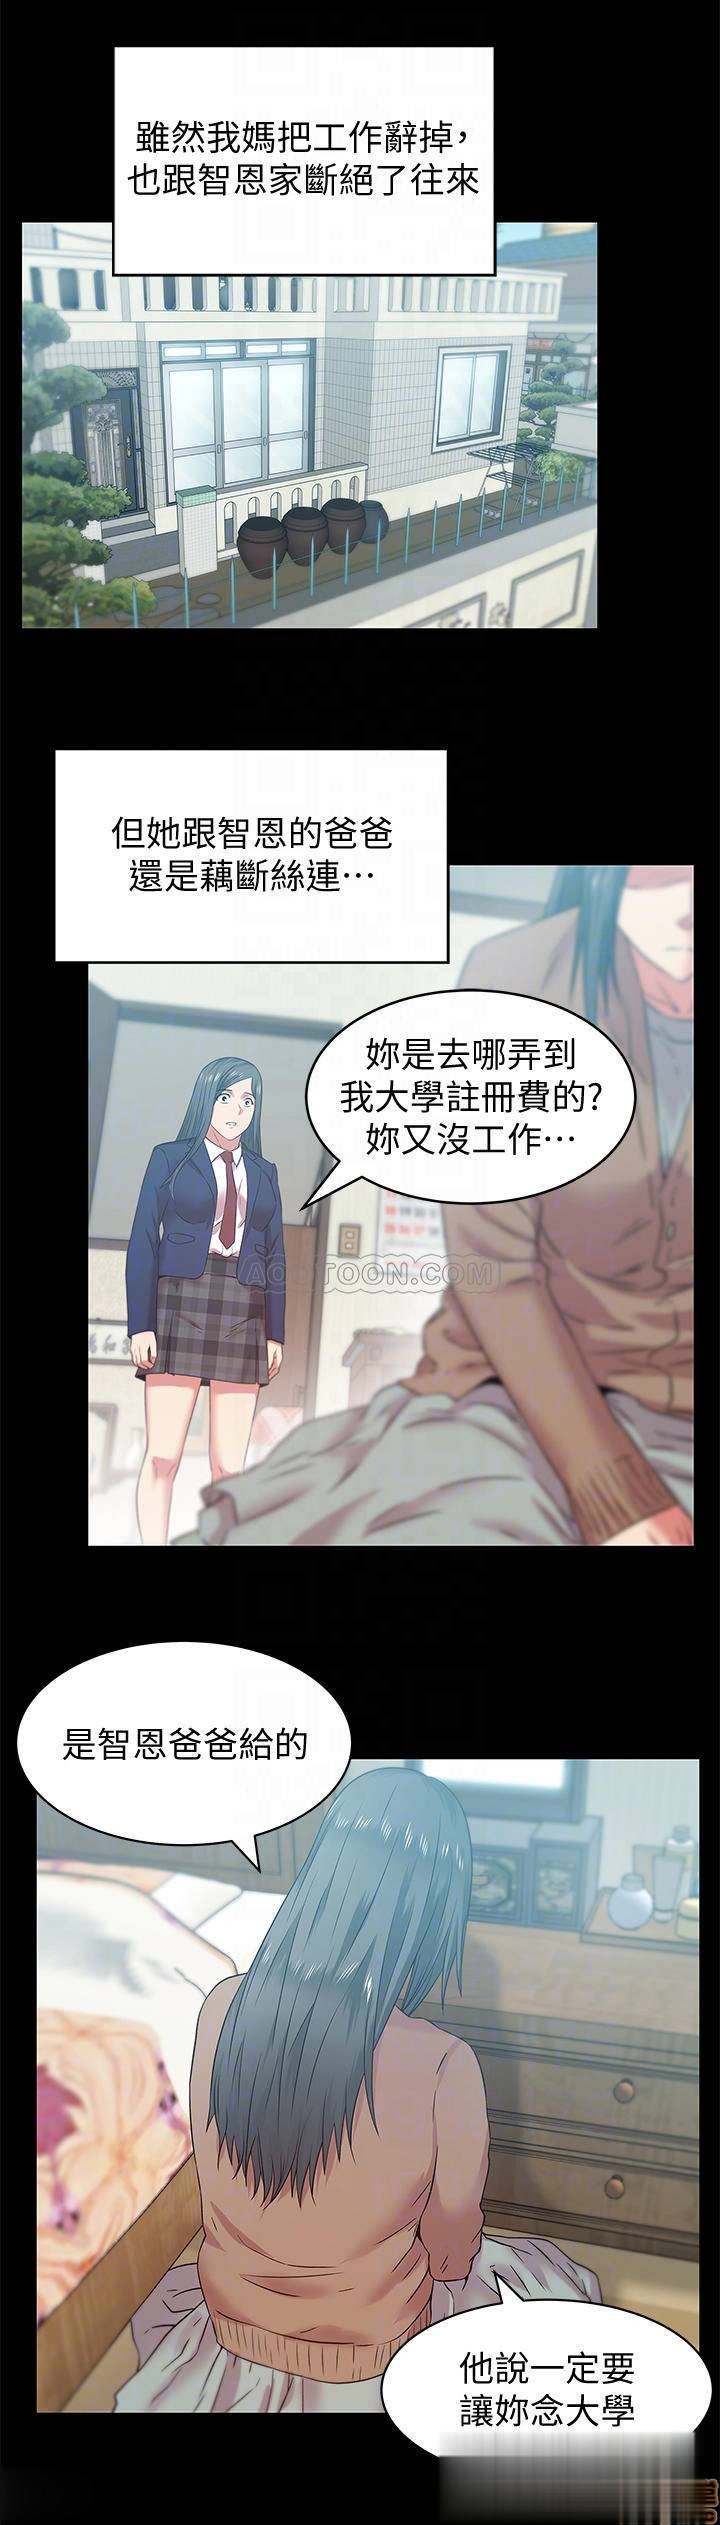 雖然我媽把工作辭掉，
也跟智恩家斷絕了往來
但她跟智恩的爸爸
還是藕斷絲連…
妳是去哪弄到
我大學註冊費的?
妳又沒工作…
AOSTOON.COM
是智恩爸爸給的
他說一定要
讓妳念大學